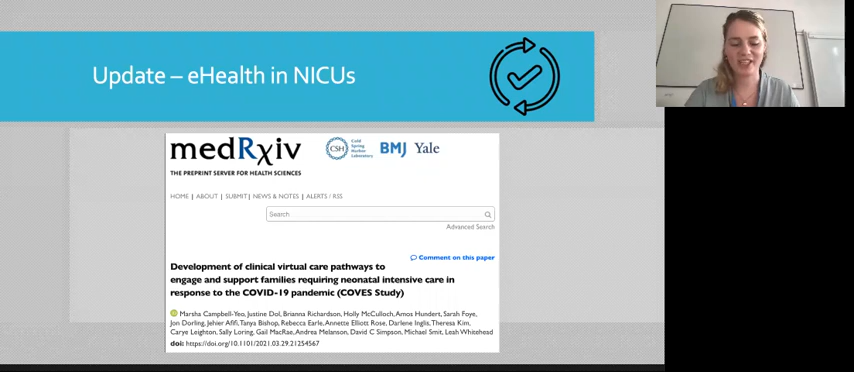 Update – eHealth in NICUs
medRxiv
THE PREPRINT SERVER FOR HEALTH SCIENCES
CSH
Cold
Spring
Harbor
Laboratory
BMJ Yale
HOME | ABOUT | SUBMIT | NEWS & NOTES | ALERTS / RSS
Search
Advanced Search
Comment on this paper
Development of clinical virtual care pathways to
engage and support families requiring neonatal intensive care in
response to the COVID-19 pandemic (COVES Study)
Marsha Campbell-Yeo, Justine Dol, Brianna Richardson, Holly McCulloch, Amos Hundert, Sarah Foye,
Jon Dorling, Jehier Afifi, Tanya Bishop, Rebecca Earle, Annette Elliott Rose, Darlene Inglis, Theresa Kim,
Carye Leighton, Sally Loring, Gail MacRae, Andrea Melanson, David C Simpson, Michael Smit, Leah Whitehead
doi: https://doi.org/10.1101/2021.03.29.21254567